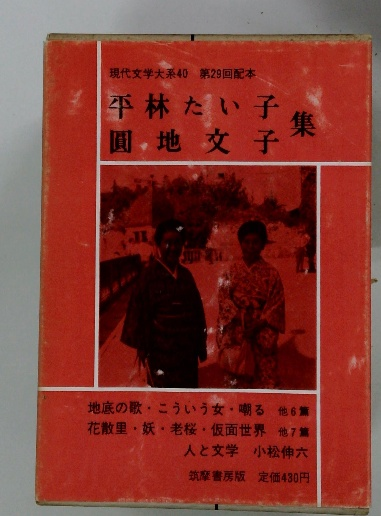 現代文学大系40 第29回配本
平林たい子
圓地文子
集
地底の歌・こういう女・嘲る 他6篇
花散里・妖・老桜・仮面世界 他7篇
人と文学 小松伸六
筑摩書房版 定価430円